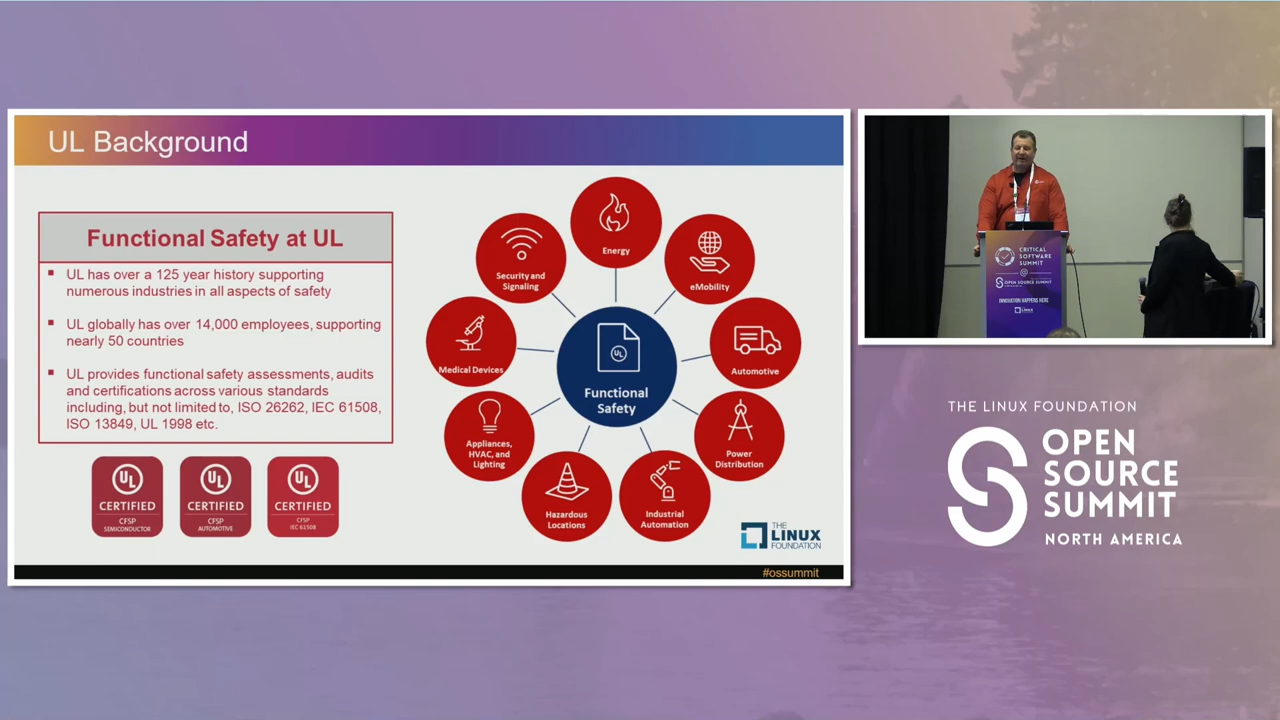 UL Background
Functional Safety at UL
UL has over a 125 year history supporting
numerous industries in all aspects of safety
UL globally has over 14,000 employees, supporting
nearly 50 countries
UL provides functional safety assessments, audits
and certifications across various standards
including, but not limited to, ISO 26262, IEC 61508,
ISO 13849, UL 1998 etc.
UL
CERTIFIED
CFSP
SEMICONDUCTOR
UL
CERTIFIED
CFSP
AUTOMOTIVE
UL
CERTIFIED
CFSP
IEC 61508
Energy
eMobility
Automotive
Power
Distribution
Industrial
Automation
Hazardous
Locations
Appliances,
HVAC, and
Lighting
Medical Devices
Security and
Signaling
UL
Functional
Safety
THE
LINUX
FOUNDATION
#ossummit
CRITICAL
SOFTWARE
SUMMIT
@
OPEN SOURCE SUMMIT
INNOVATION HAPPENS HERE
LINUX
THE LINUX FOUNDATION
OPEN
SOURCE
SUMMIT
NORTH AMERICA